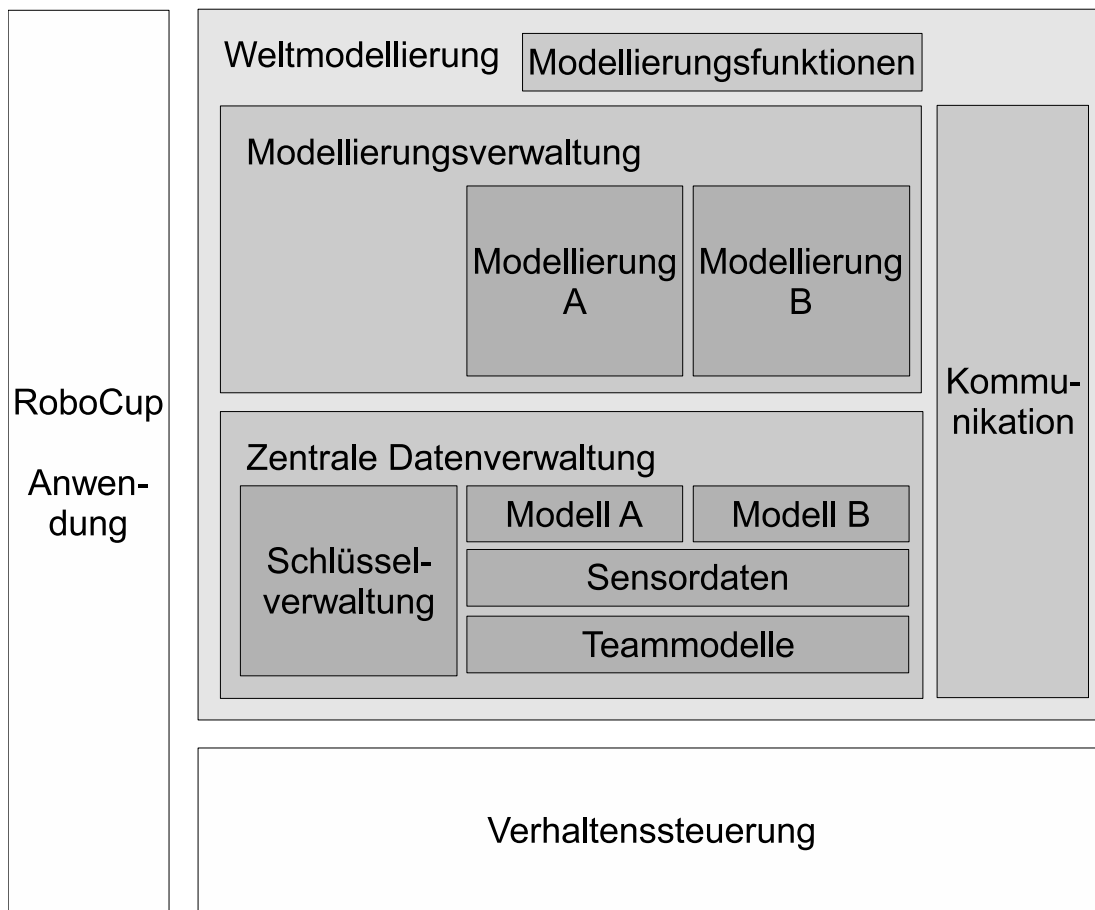 RoboCup
Anwen-
dung
Weltmodellierung
Modellierungsfunktionen
Modellierungsverwaltung
Modellierung
A
Modellierung
B
Kommu-
nikation
Zentrale Datenverwaltung
Schlüssel-
verwaltung
Modell A
Modell B
Sensordaten
Teammodelle
Verhaltenssteuerung